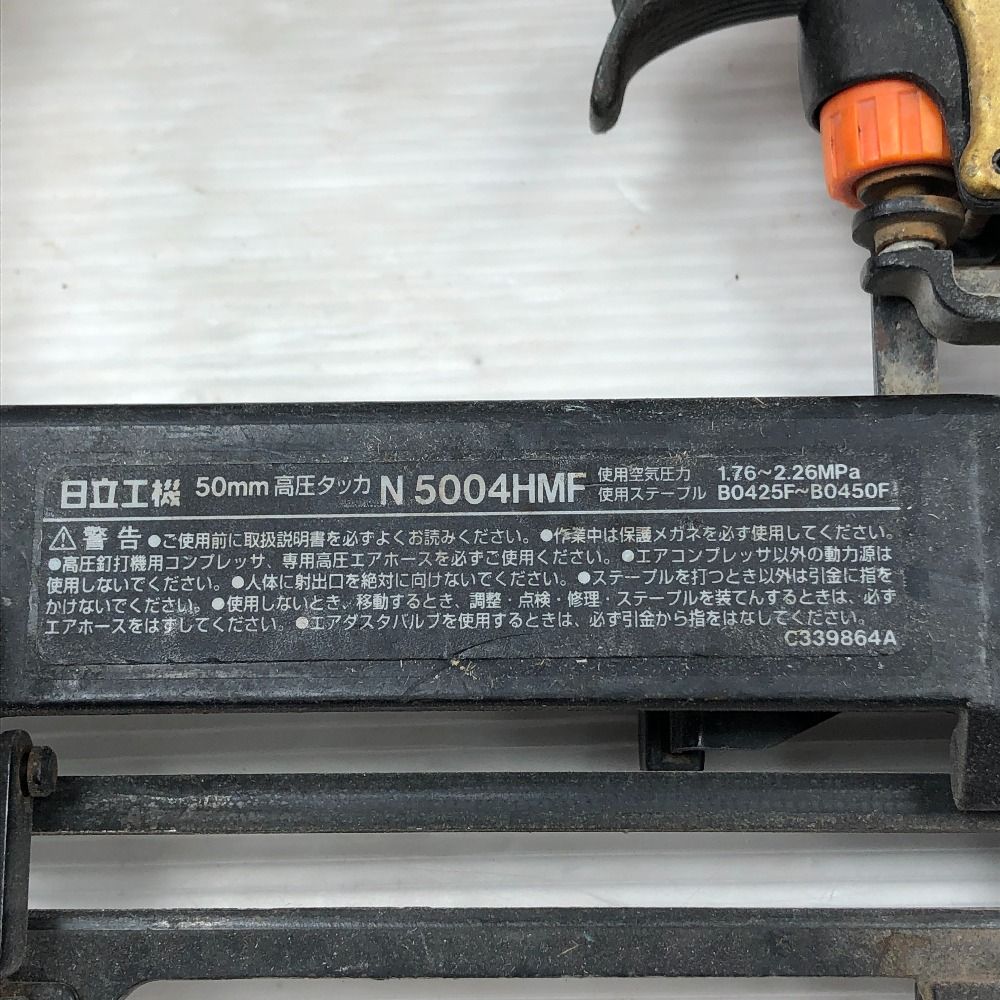 日立工機 50mm 高圧タッカ N 5004HMF 使用空気圧力 1.76～2.26MPa
使用ステープル B0425F～B0450F
⚠警告 ●ご使用前に取扱説明書を必ずよくお読みください。●作業中は保護メガネを必ず使用してください。
●高圧釘打機用コンプレッサ、専用高圧エアホースを必ずご使用ください。●エアコンプレッサ以外の動力源は
使用しないでください。●人体に射出口を絶対に向けないでください。●ステープルを打つとき以外は引金に指を
かけないでください。●使用しないとき、移動するとき、調整・点検・修理・ステープルを装てんするときは、必ず
エアホースをはずしてください。●エアダスタバルブを使用するときは、必ず引金から指をはなしてください。
C339864A